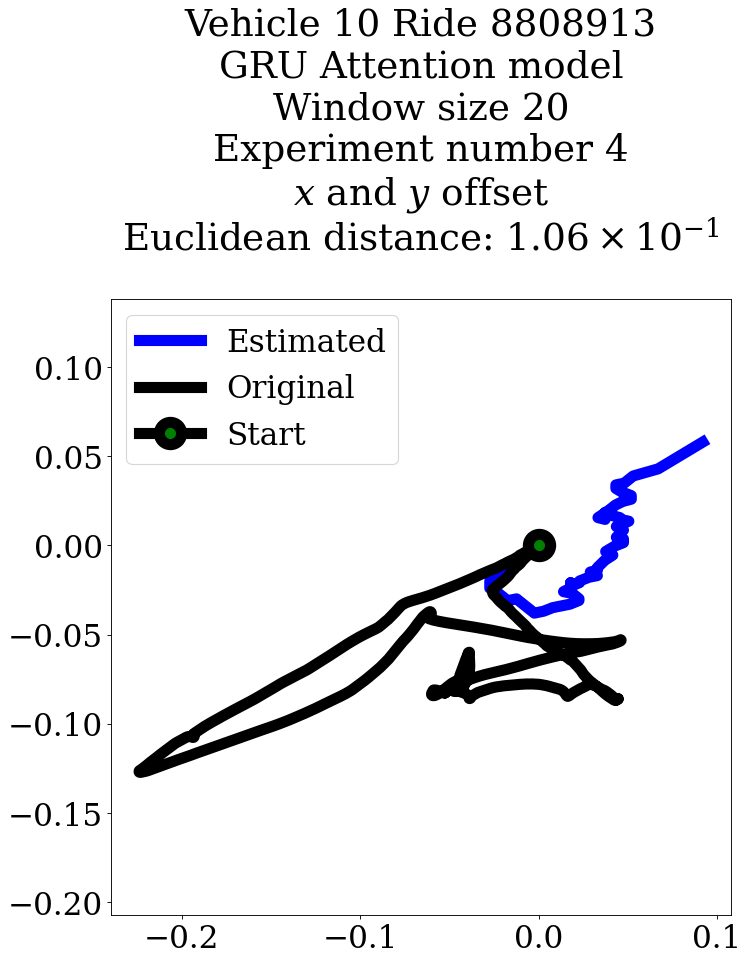 Vehicle 10 Ride 8808913
GRU Attention model
Window size 20
Experiment number 4
x and y offset
Euclidean distance: 1.06 × 10⁻¹
Estimated
Original
Start
0.10
0.05
0.00
−0.05
−0.10
−0.15
−0.20
−0.2
−0.1
0.0
0.1